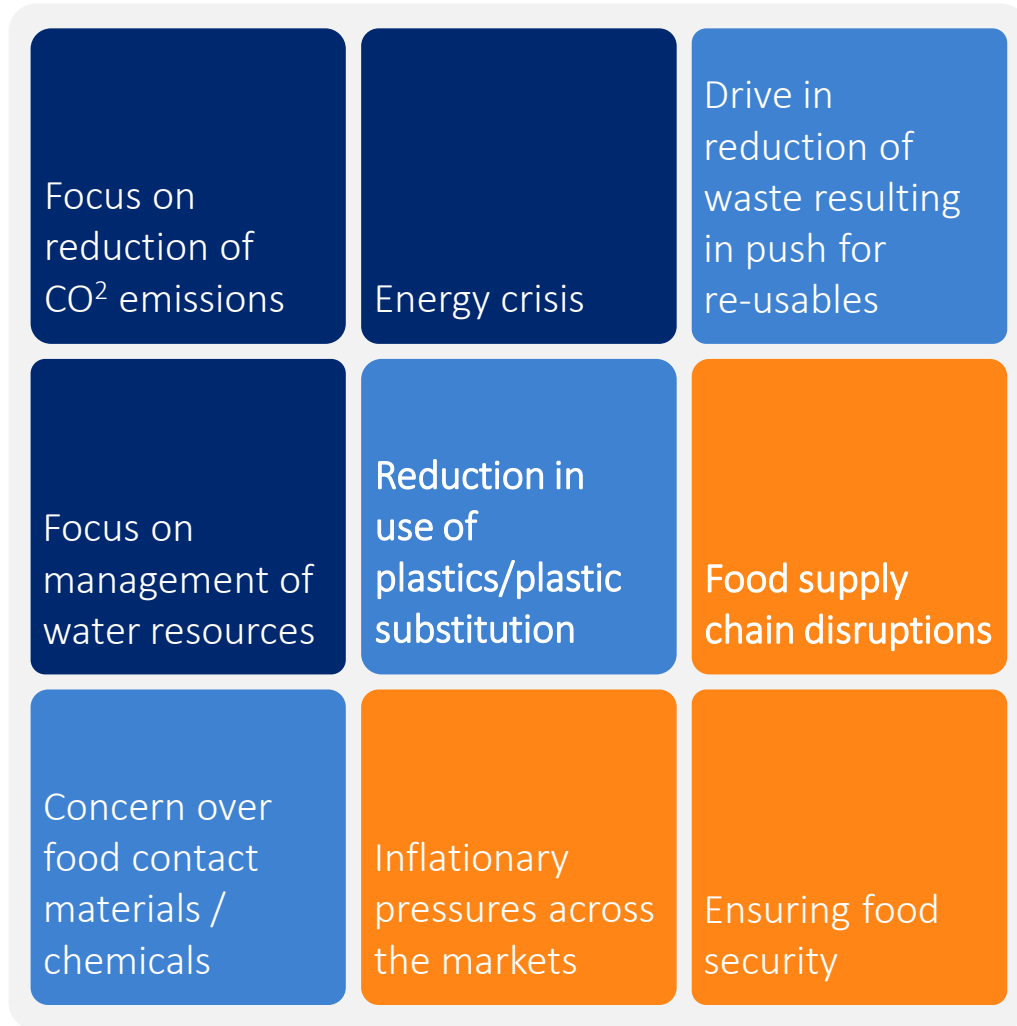 Focus on
reduction of
CO² emissions
Energy crisis
Drive in
reduction of
waste resulting
in push for
re-usables
Focus on
management of
water resources
Reduction in
use of
plastics/plastic
substitution
Food supply
chain disruptions
Concern over
food contact
materials /
chemicals
Inflationary
pressures across
the markets
Ensuring food
security